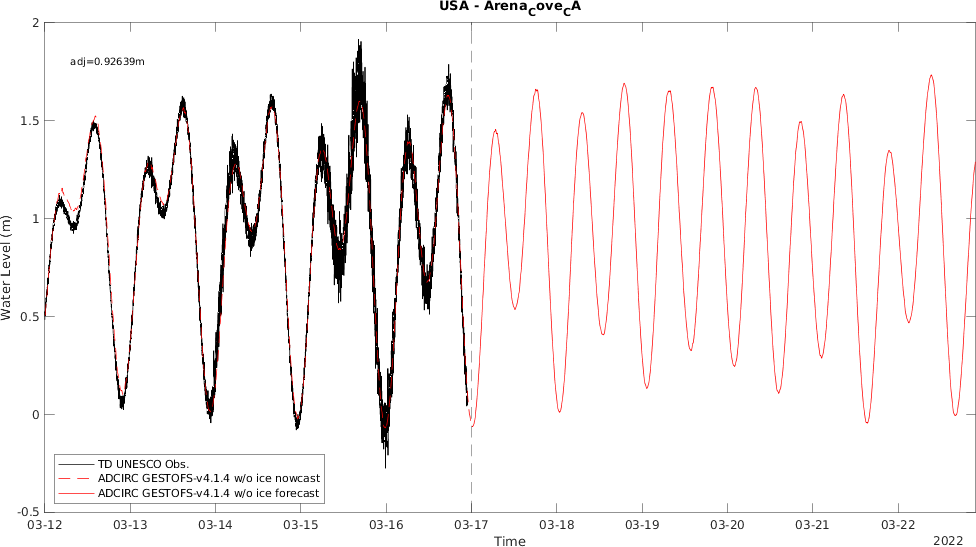 USA - ArenaCoveCA
adj=0.92639m
2
1.5
1
0.5
0
-0.5
Water Level (m)
TD UNESCO Obs.
ADCIRC GESTOFS-v4.1.4 w/o ice nowcast
ADCIRC GESTOFS-v4.1.4 w/o ice forecast
03-12 03-13 03-14 03-15 03-16 03-17 03-18 03-19 03-20 03-21 03-22
Time
2022